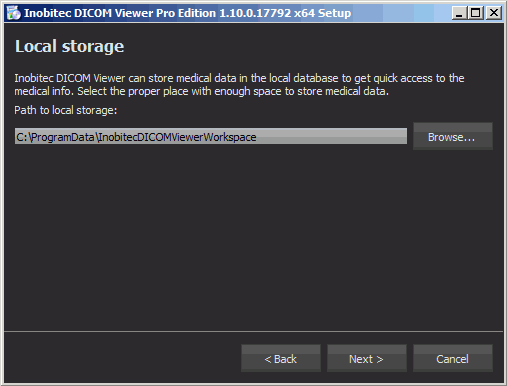 Inobitec DICOM Viewer Pro Edition 1.10.0.17792 x64 Setup
Local storage
Inobitec DICOM Viewer can store medical data in the local database to get quick access to the
medical info. Select the proper place with enough space to store medical data.
Path to local storage:
C:\ProgramData\InobitecDICOMViewerWorkspace
Browse...
< Back
Next >
Cancel